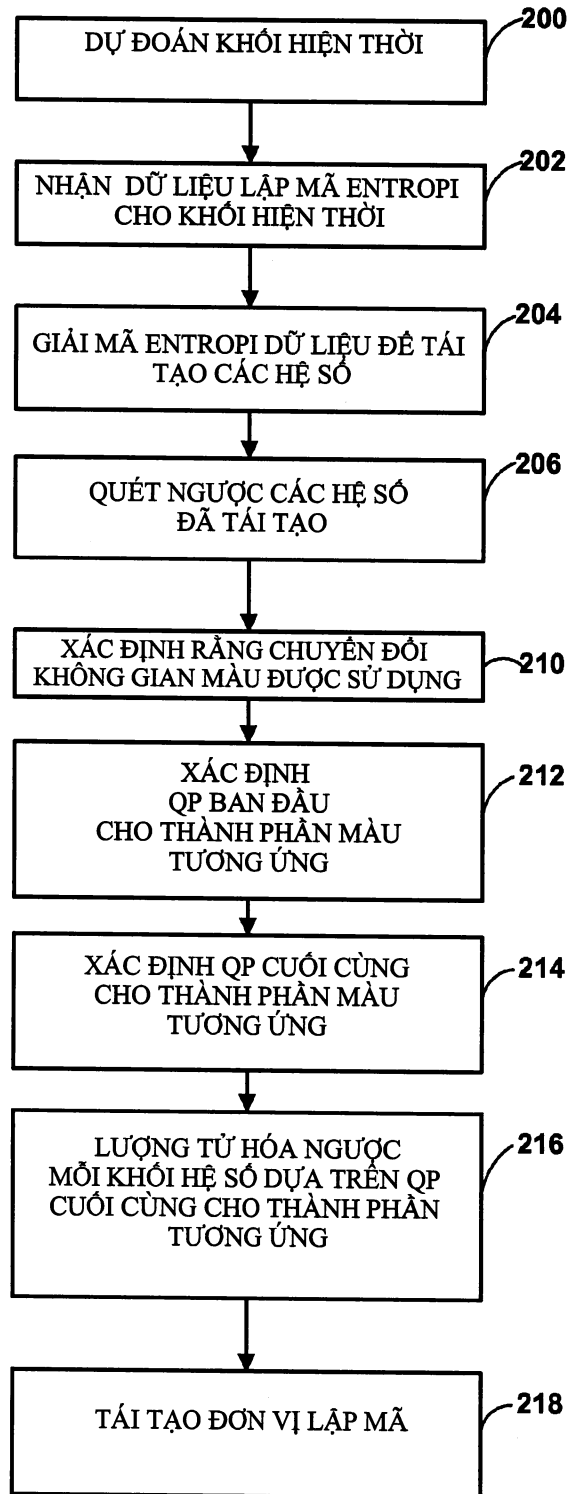 200
DỰ ĐOÁN KHỐI HIỆN THỜI
202
NHẬN DỮ LIỆU LẬP MÃ ENTROPI
CHO KHỐI HIỆN THỜI
204
GIẢI MÃ ENTROPI DỮ LIỆU ĐỂ TÁI
TẠO CÁC HỆ SỐ
206
QUÉT NGƯỢC CÁC HỆ SỐ
ĐÃ TÁI TẠO
XÁC ĐỊNH RẰNG CHUYỂN ĐỔI
KHÔNG GIAN MÀU ĐƯỢC SỬ DỤNG
210
XÁC ĐỊNH
QP BAN ĐẦU
CHO THÀNH PHẦN MÀU
TƯƠNG ỨNG
212
XÁC ĐỊNH QP CUỐI CÙNG
CHO THÀNH PHẦN MÀU
TƯƠNG ỨNG
214
LƯỢNG TỬ HÓA NGƯỢC
MỖI KHỐI HỆ SỐ DỰA TRÊN QP
CUỐI CÙNG CHO THÀNH PHẦN
TƯƠNG ỨNG
216
TÁI TẠO ĐƠN VỊ LẬP MÃ
218